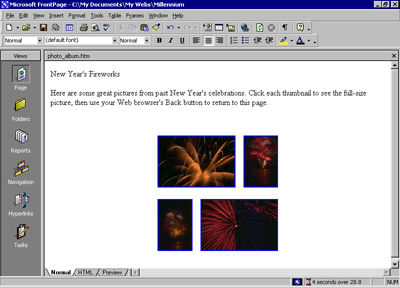 Microsoft FrontPage - C:\My Documents\My Webs\Millennium
File Edit View Insert Format Tools Table Frames Window Help
Normal (default font) Normal B I U A
Views photo_album.htm
Page
Folders
Reports
Navigation
Hyperlinks
Tasks
New Year's Fireworks
Here are some great pictures from past New Year's celebrations. Click each thumbnail to see the full-size
picture, then use your Web browser's Back button to return to this page.
Normal HTML Preview
4 seconds over 28.8 NUM